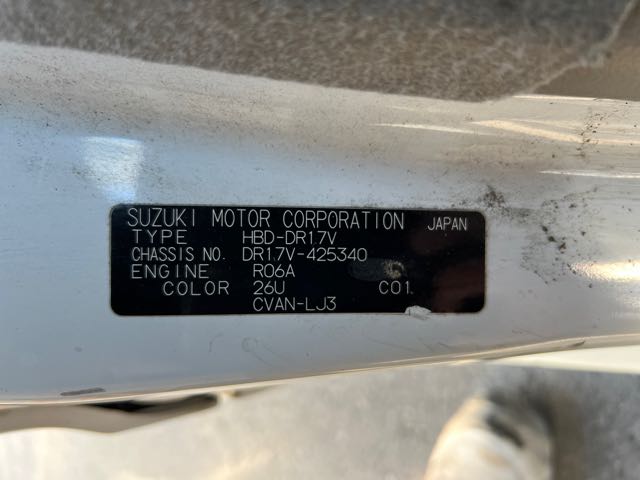 SUZUKI MOTOR CORPORATION JAPAN
TYPE HBD-DR17V
CHASSIS NO. DR17V-425340
ENGINE R06A
COLOR 26U C01
CVAN-LJ3